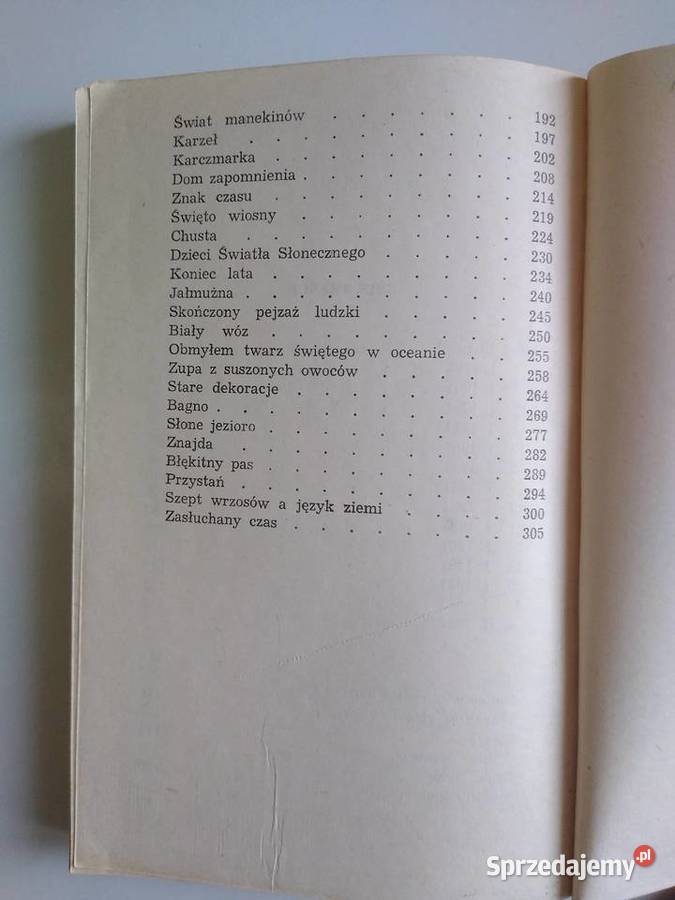 Świat manekinów . . . . . . . 192
Karzeł . . . . . . . . 197
Karczmarka . . . . . . . 202
Dom zapomnienia . . . . . . . 208
Znak czasu . . . . . . . . 214
Święto wiosny . . . . . . . 219
Chusta . . . . . . . . 224
Dzieci Światła Słonecznego . . . . . 230
Koniec lata . . . . . . . . 234
Jałmużna . . . . . . . . 240
Skończony pejzaż ludzki . . . . . 245
Biały wóz . . . . . . . . 250
Obmyłem twarz świętego w oceanie . . 255
Zupa z suszonych owoców . . . . . 258
Stare dekoracje . . . . . . . 264
Bagno . . . . . . . . . 269
Słone jezioro . . . . . . . . 277
Znajda . . . . . . . . 282
Błękitny pas . . . . . . . . 289
Przystań . . . . . . . . 294
Szept wrzosów a język ziemi . . . . 300
Zasłuchany czas . . . . . . . . 305
Sprzedajemy.pl